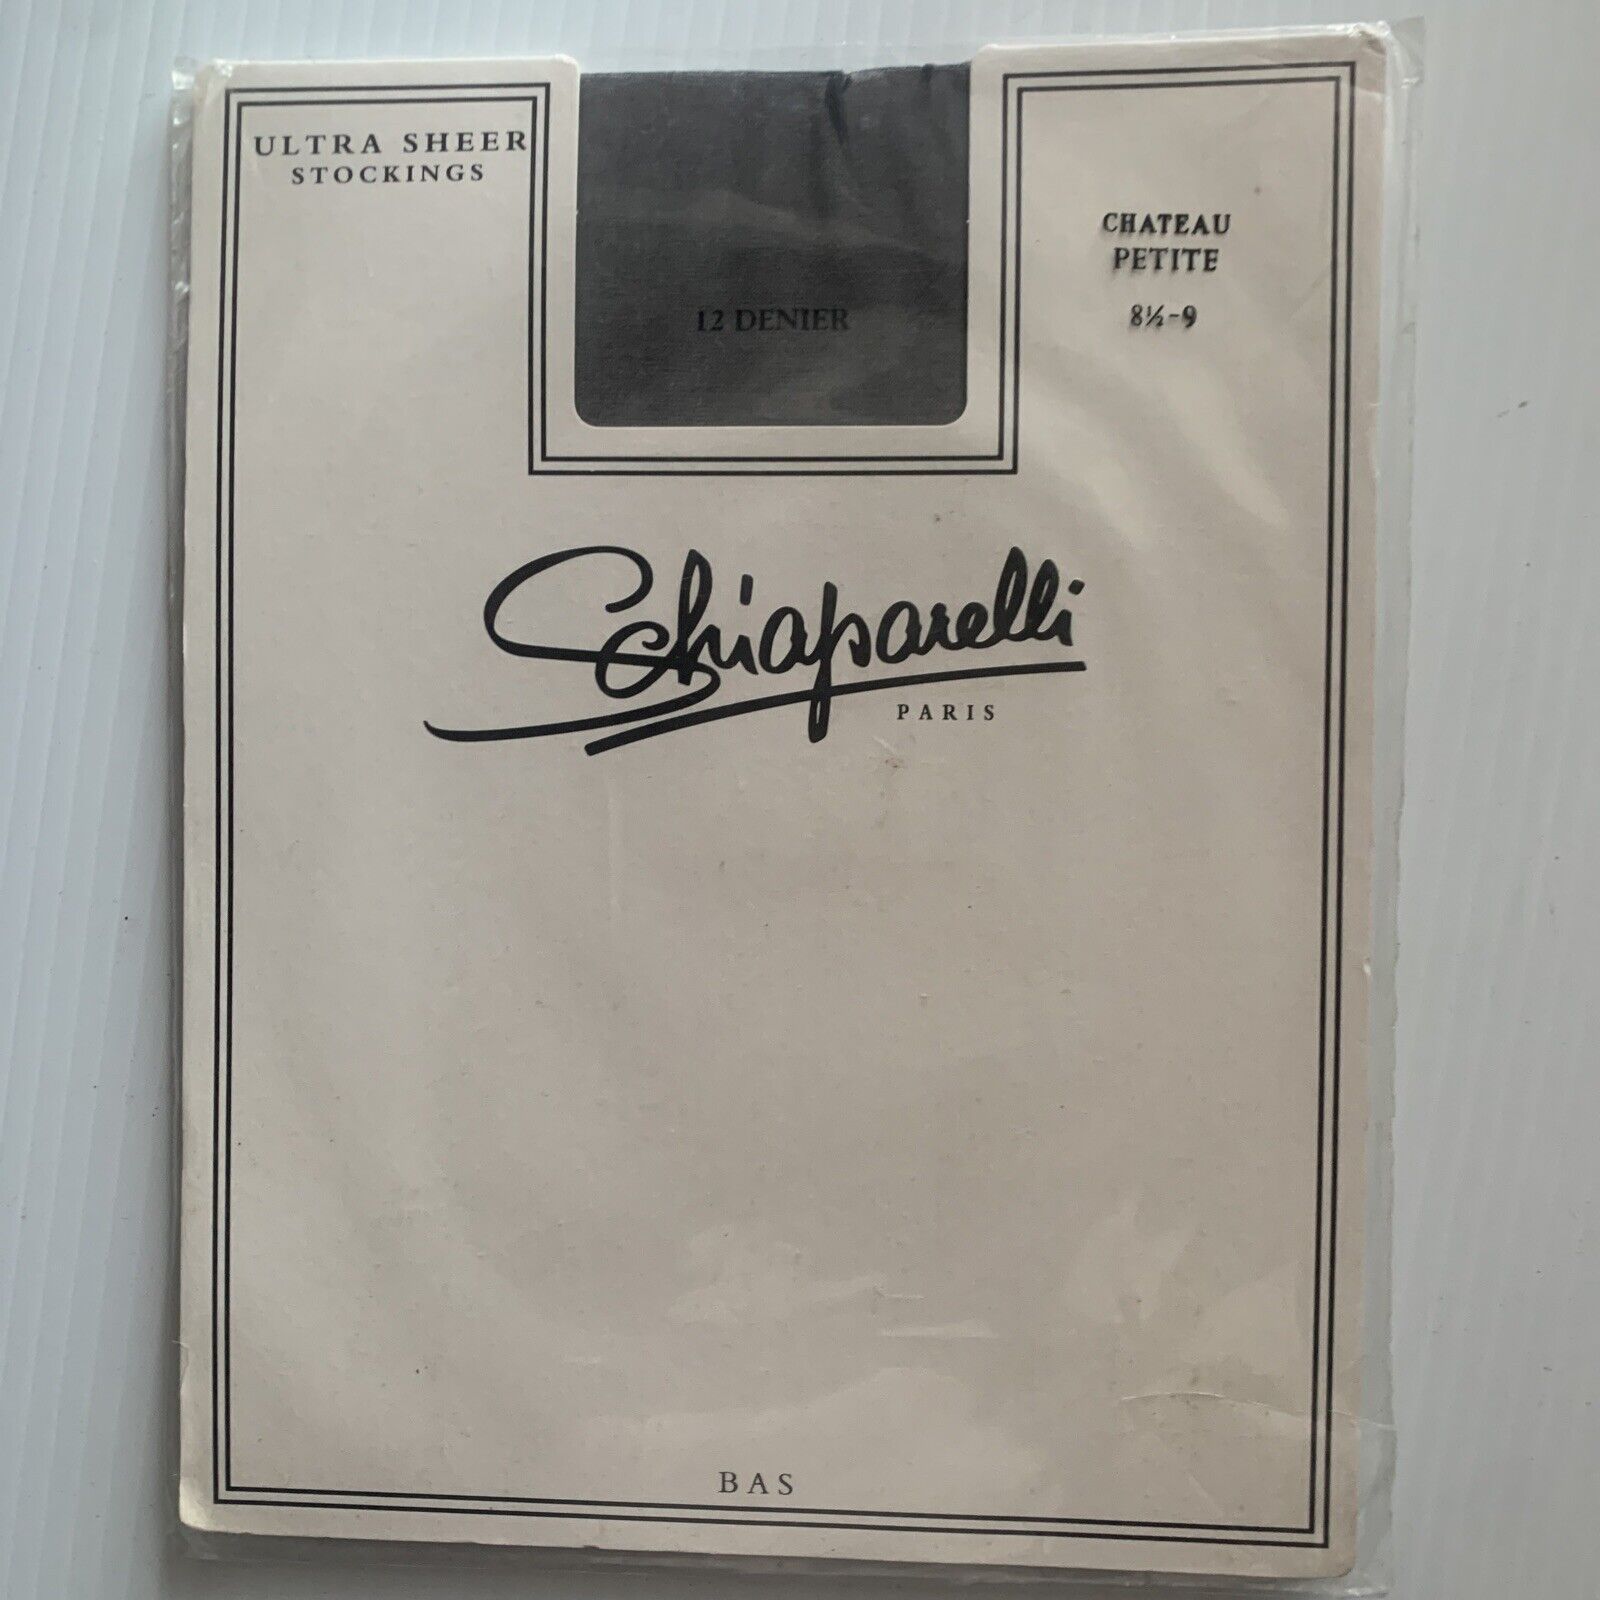 ULTRA SHEER
STOCKINGS
12 DENIER
CHATEAU
PETITE
8½-9
Schiaparelli
PARIS
BAS